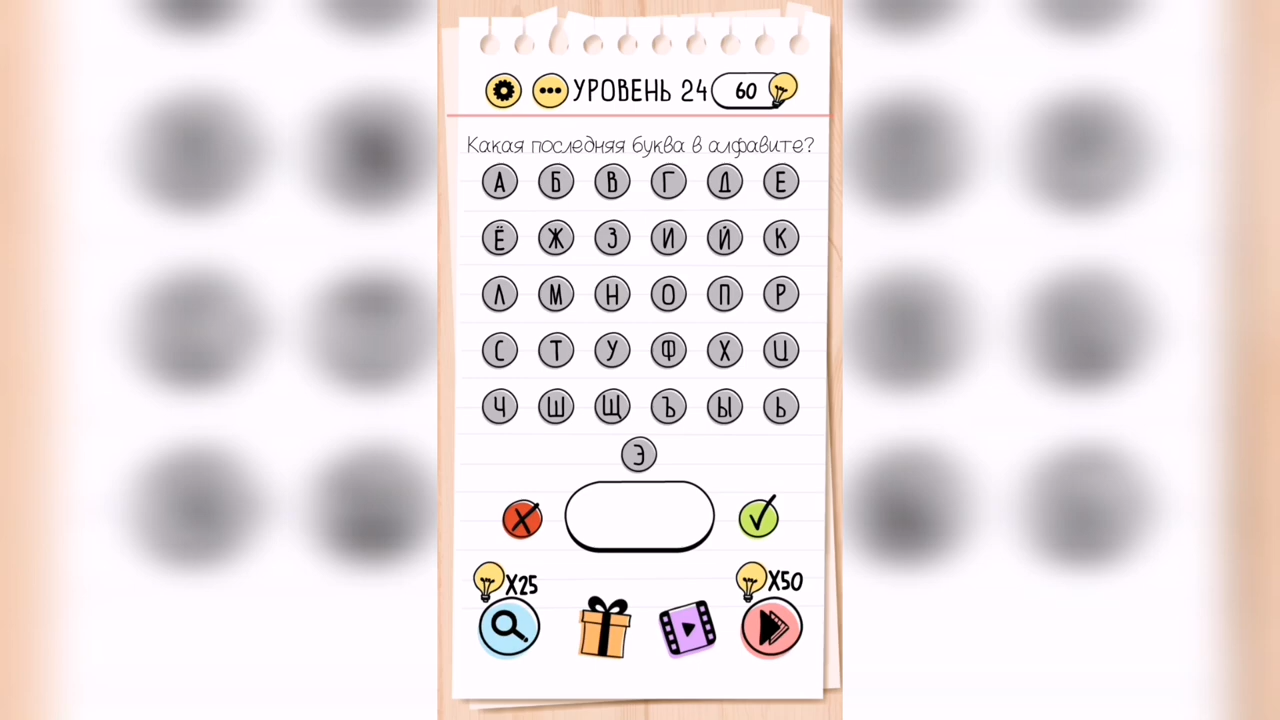 УРОВЕНЬ 24 60
Какая последняя буква в алфавите?
А Б В Г Д Е
Ё Ж З И Й К
Л М Н О П Р
С Т У Ф Х Ц
Ч Ш Щ Ъ Ы Ь
Э
X25 X50